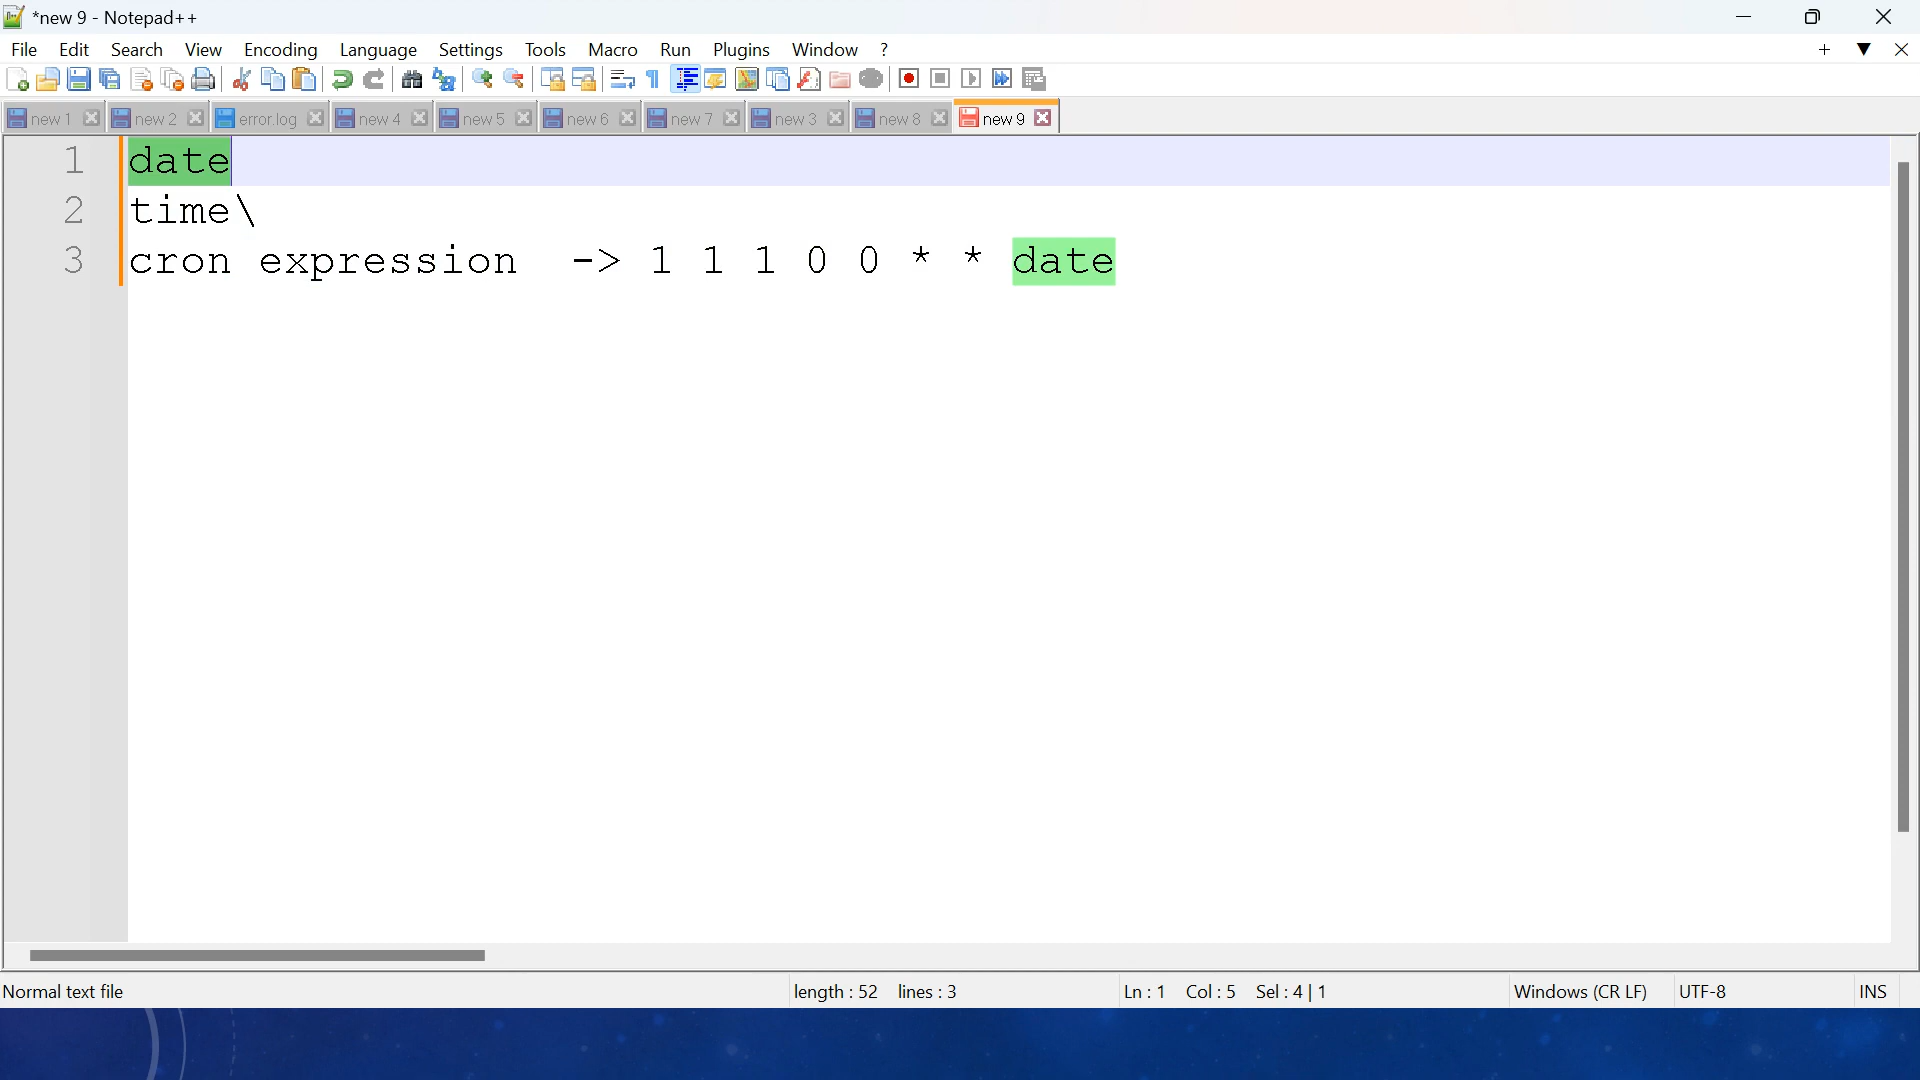 *new 9 - Notepad++
File Edit Search View Encoding Language Settings Tools Macro Run Plugins Window ?
new 1 new 2 error.log new 4 new 5 new 6 new 7 new 3 new 8 new 9
1 date
2 time\
3 cron expression -> 1 1 1 0 0 * * date
Normal text file length : 52 lines : 3 Ln : 1 Col : 5 Sel : 4 | 1 Windows (CR LF) UTF-8 INS